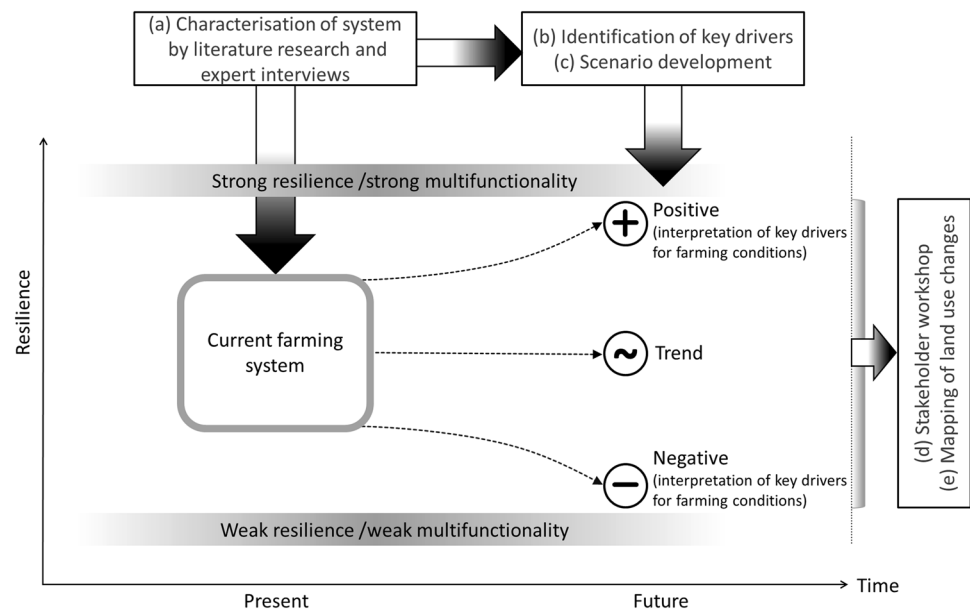 (a) Characterisation of system
by literature research and
expert interviews
(b) Identification of key drivers
(c) Scenario development
Strong resilience /strong multifunctionality
Positive
(interpretation of key drivers
for farming conditions)
Current farming
system
Trend
Negative
(interpretation of key drivers
for farming conditions)
Weak resilience /weak multifunctionality
Resilience
(d) Stakeholder workshop
(e) Mapping of land use changes
Time
Present
Future